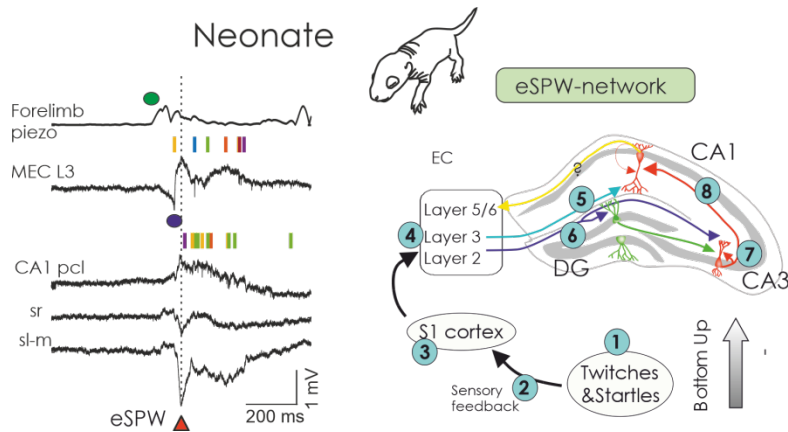 Neonate
Forelimb
piezo
MEC L3
CA1 pcl
sr
sl-m
eSPW
200 ms
1 mV
eSPW-network
EC
?
CA1
Layer 5/6
Layer 3
Layer 2
4
5
6
8
7
DG
CA3
S1 cortex
3
1
Twitches
&Startles
2
Sensory
feedback
Bottom Up